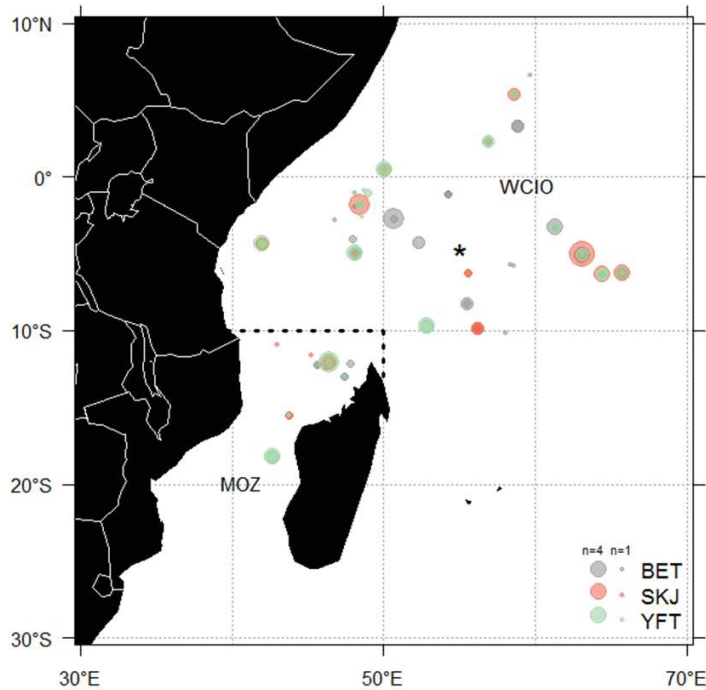 10°N
0°
WCIO
*
10°S
MOZ
20°S
n=4 n=1
BET
SKJ
YFT
30°S
30°E 50°E 70°E